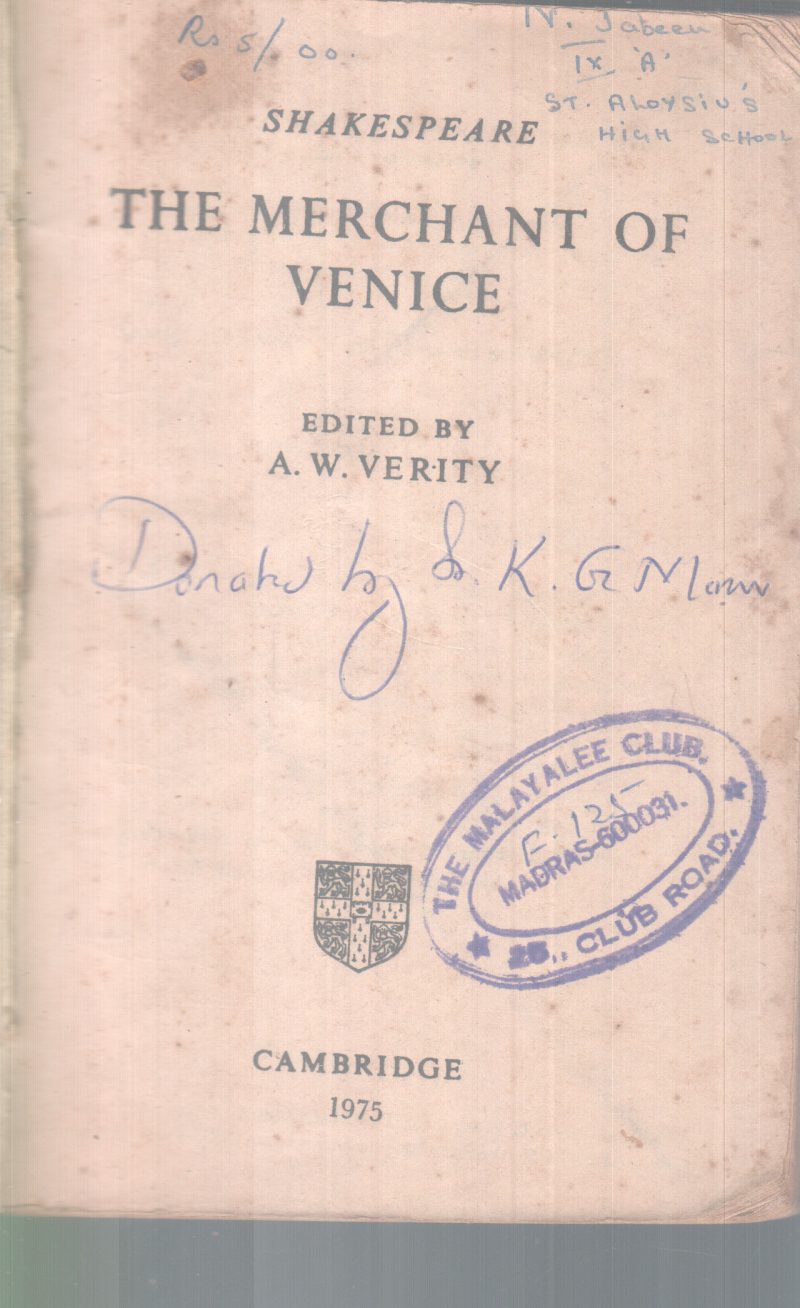 Rs 5/00.
N. Jabeen
IX 'A'
ST. ALOYSIU'S
HIGH SCHOOL
SHAKESPEARE
THE MERCHANT OF
VENICE
EDITED BY
A. W. VERITY
Donated by K. G.
THE MALAYALEE CLUB.
F. 125
MADRAS-600031.
25,, CLUB ROAD.
CAMBRIDGE
1975